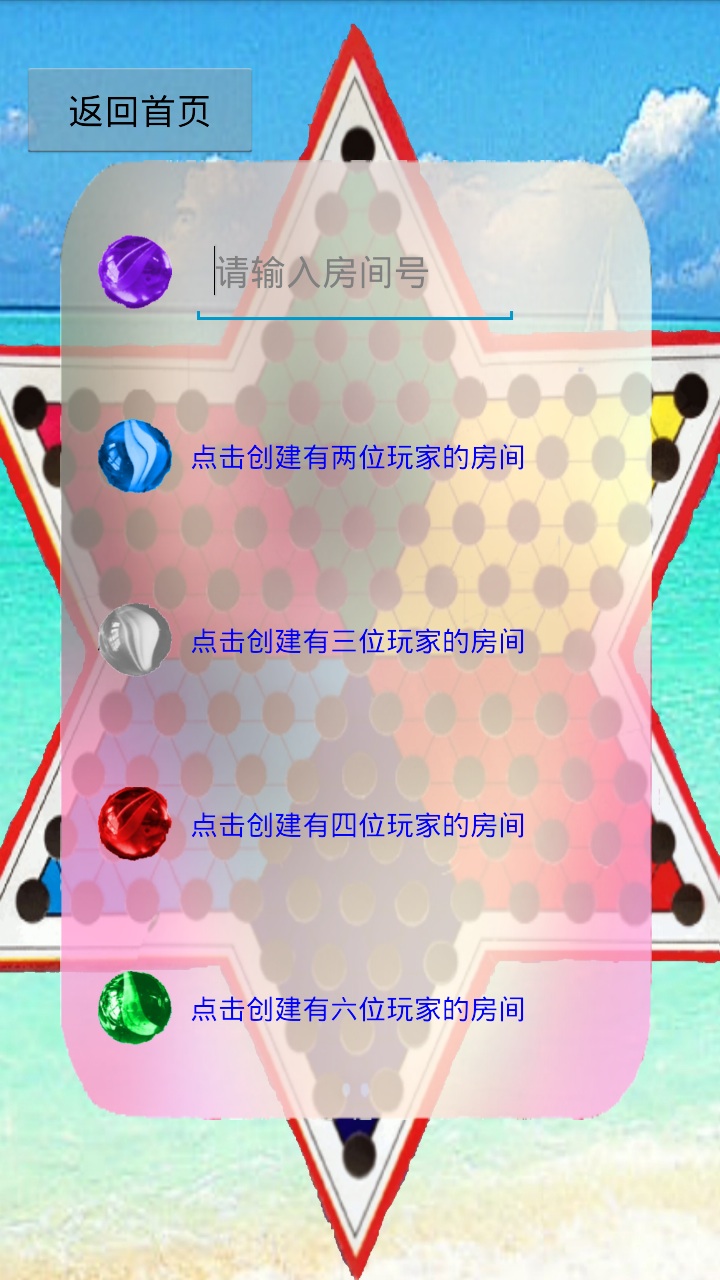 返回首页
请输入房间号
点击创建有两位玩家的房间
点击创建有三位玩家的房间
点击创建有四位玩家的房间
点击创建有六位玩家的房间